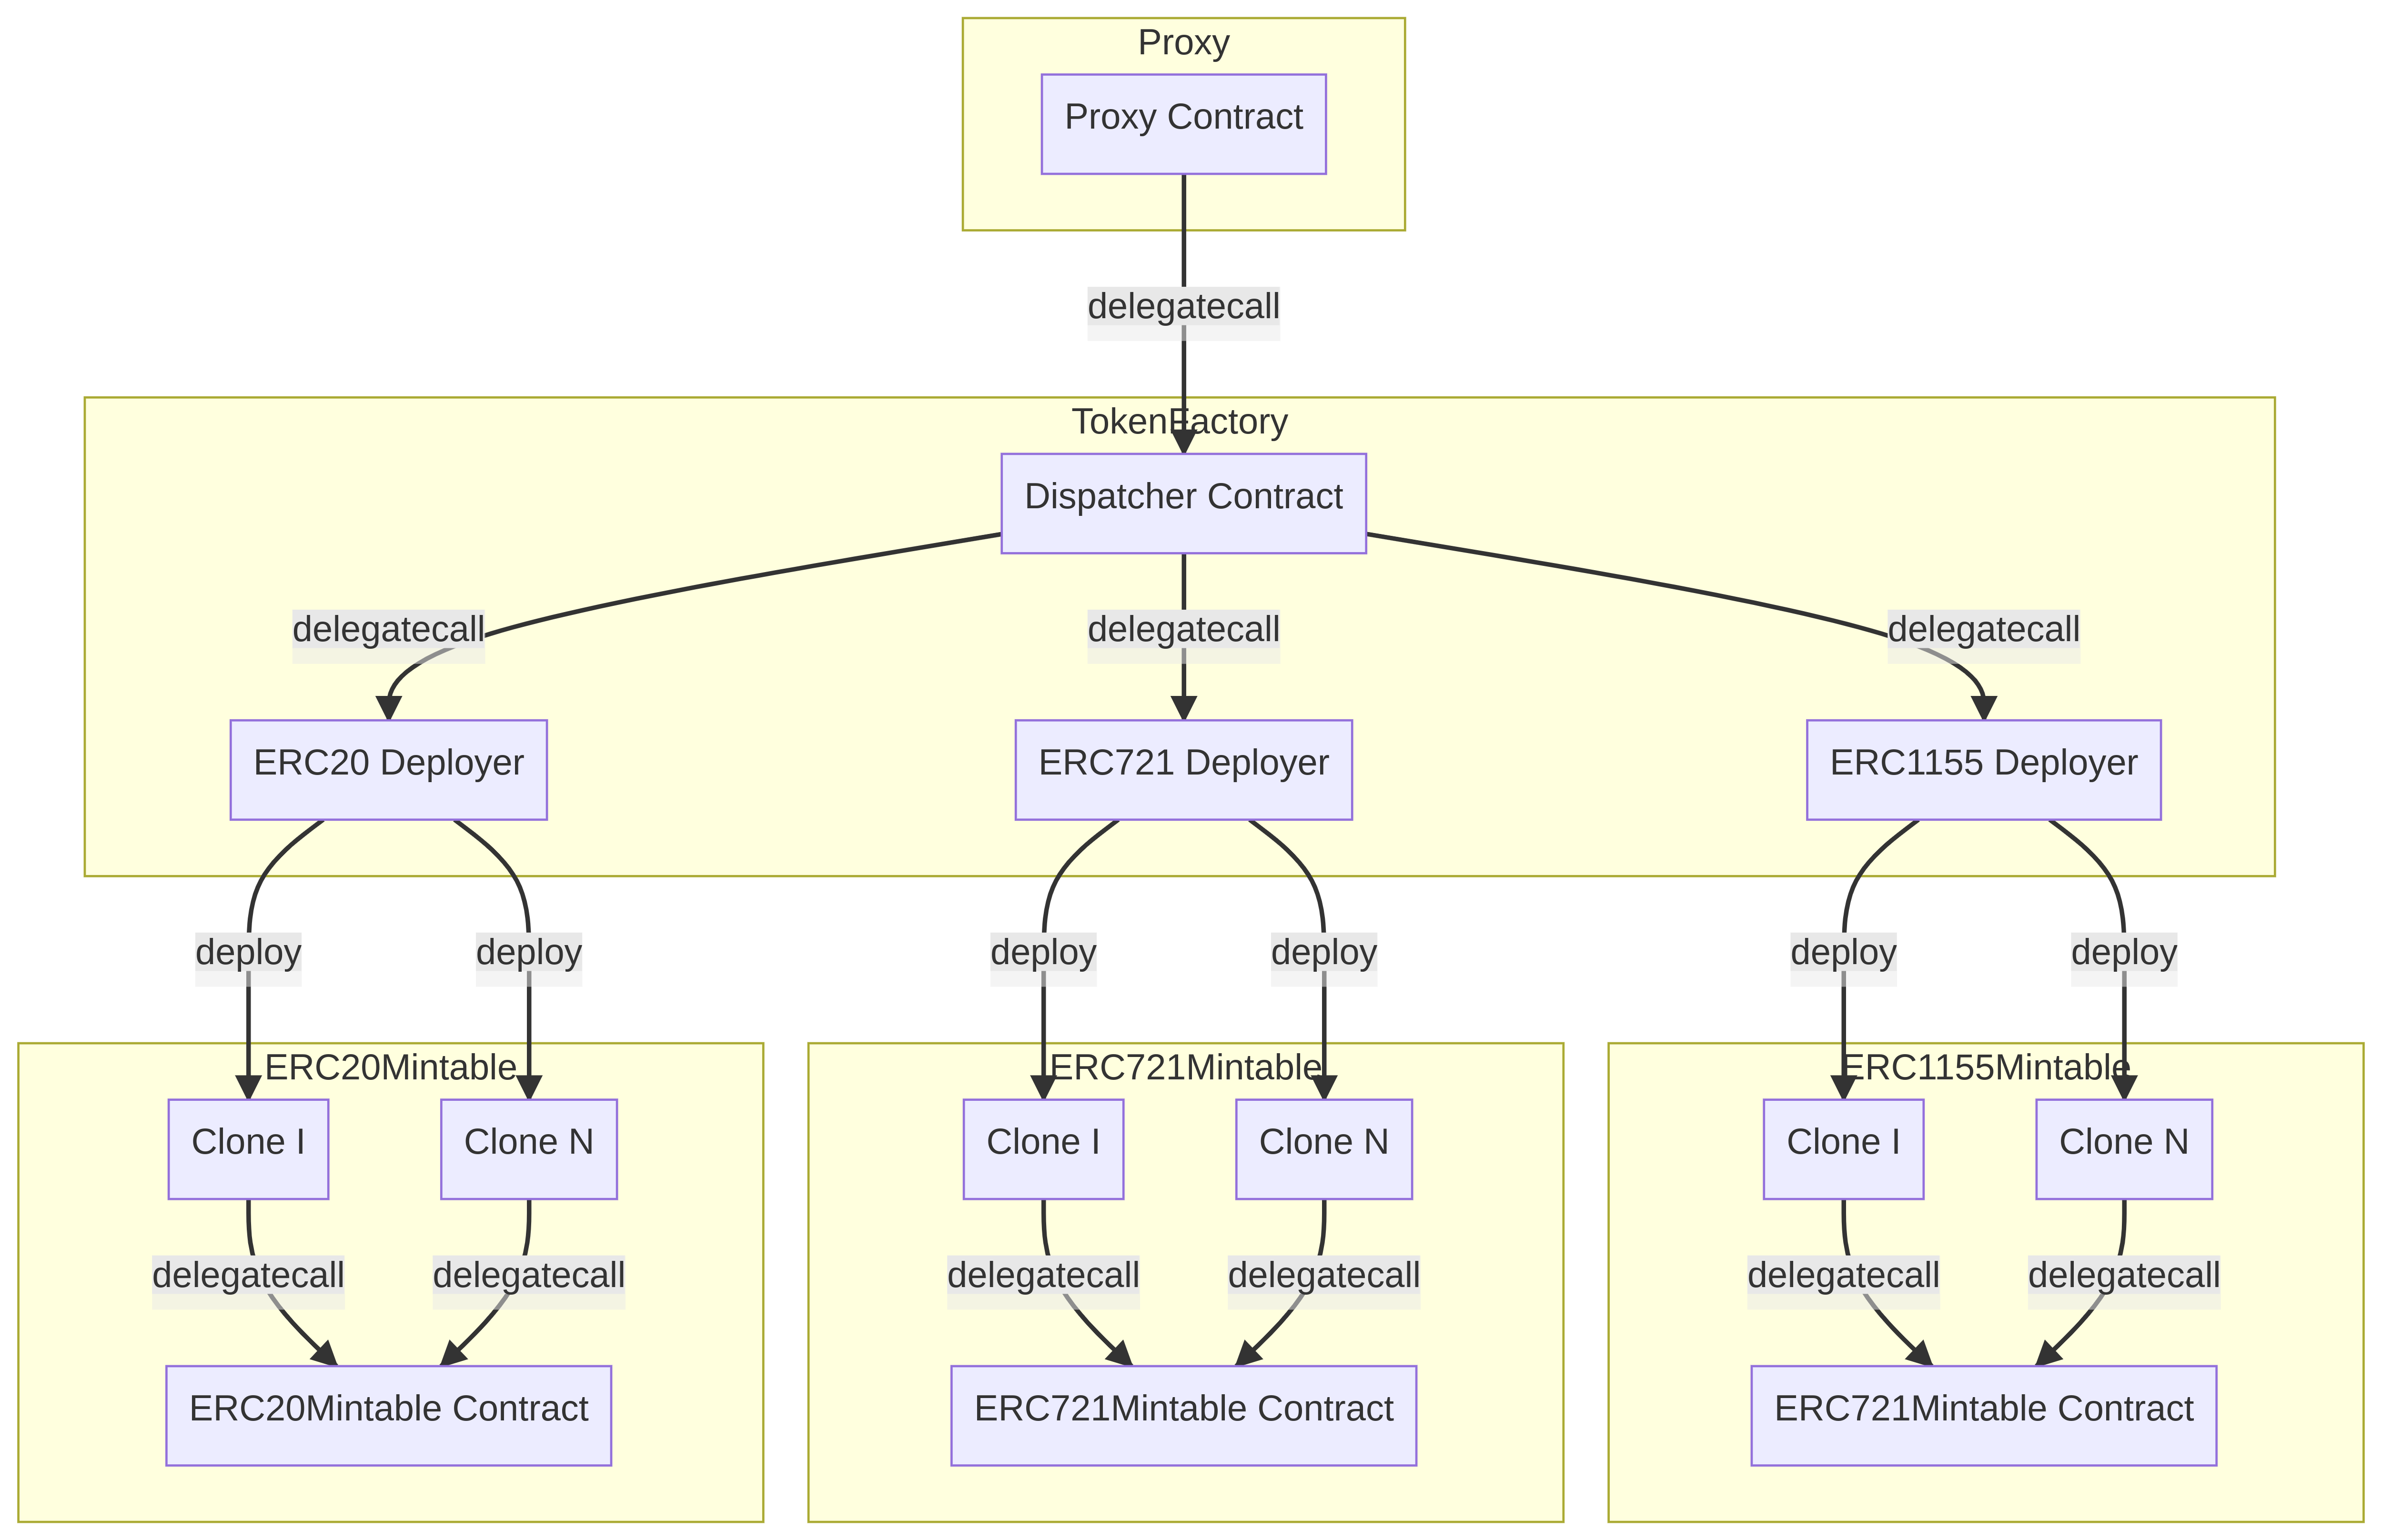 Proxy
Proxy Contract
delegatecall
TokenFactory
Dispatcher Contract
delegatecall
delegatecall
delegatecall
ERC20 Deployer
ERC721 Deployer
ERC1155 Deployer
deploy
deploy
deploy
deploy
deploy
deploy
ERC20Mintable
ERC721Mintable
ERC1155Mintable
Clone I
Clone N
Clone I
Clone N
Clone I
Clone N
delegatecall
delegatecall
delegatecall
delegatecall
delegatecall
delegatecall
ERC20Mintable Contract
ERC721Mintable Contract
ERC721Mintable Contract